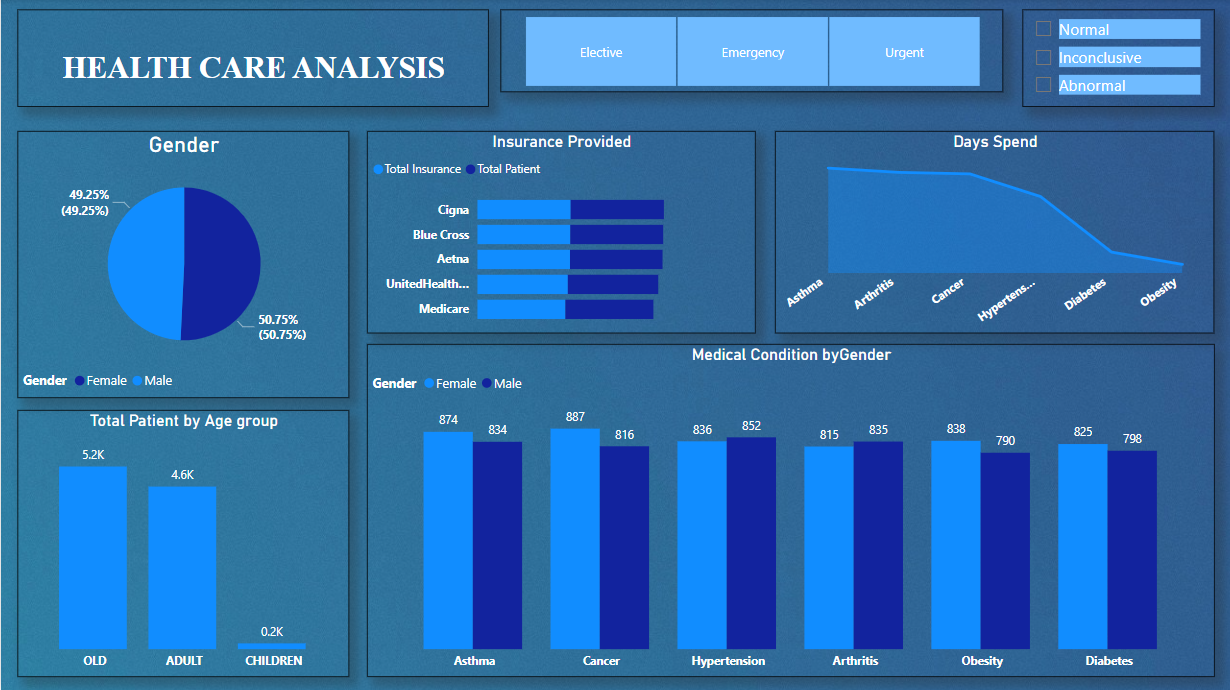 HEALTH CARE ANALYSIS
Elective
Emergency
Urgent
Normal
Inconclusive
Abnormal
Gender
49.25%
(49.25%)
50.75%
(50.75%)
Gender Female Male
Insurance Provided
Total Insurance Total Patient
Cigna
Blue Cross
Aetna
UnitedHealth...
Medicare
Days Spend
Asthma
Arthritis
Cancer
Hypertens...
Diabetes
Obesity
Total Patient by Age group
5.2K
4.6K
0.2K
OLD ADULT CHILDREN
Medical Condition byGender
Gender Female Male
874 834 887 816 836 852 815 835 838 790 825 798
Asthma Cancer Hypertension Arthritis Obesity Diabetes